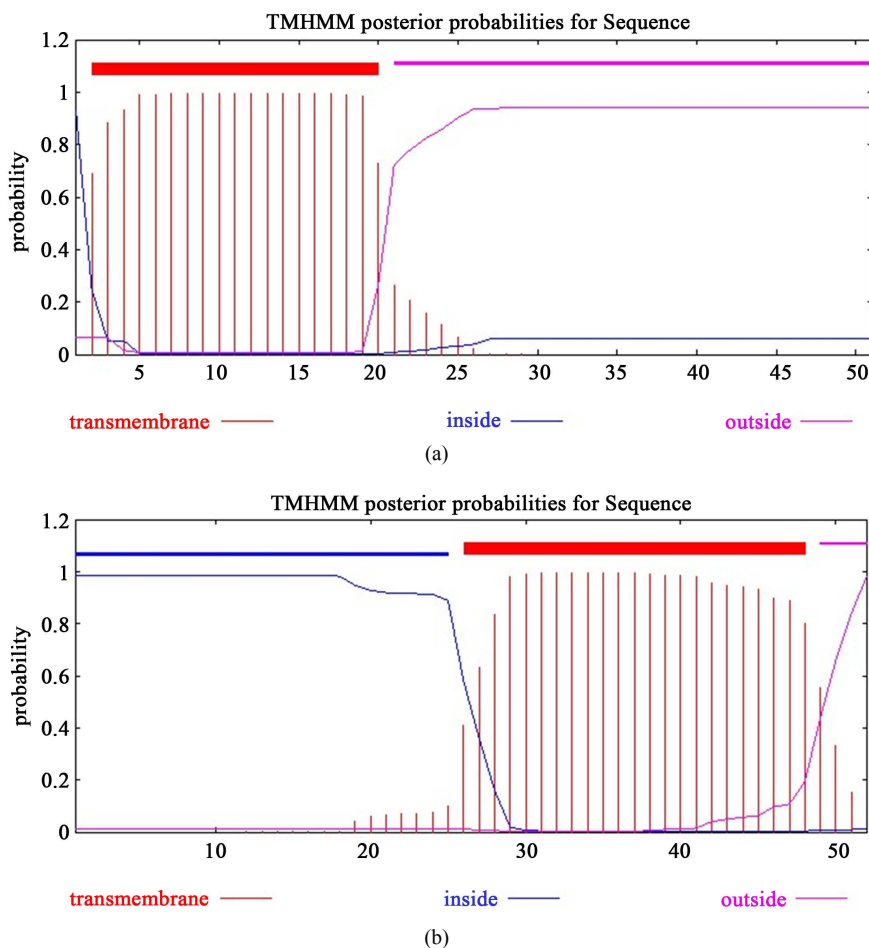 TMHMM posterior probabilities for Sequence
1.2
1
0.8
0.6
0.4
0.2
0
probability
5 10 15 20 25 30 35 40 45 50
transmembrane inside outside
(a)
TMHMM posterior probabilities for Sequence
1.2
1
0.8
0.6
0.4
0.2
0
probability
10 20 30 40 50
transmembrane inside outside
(b)